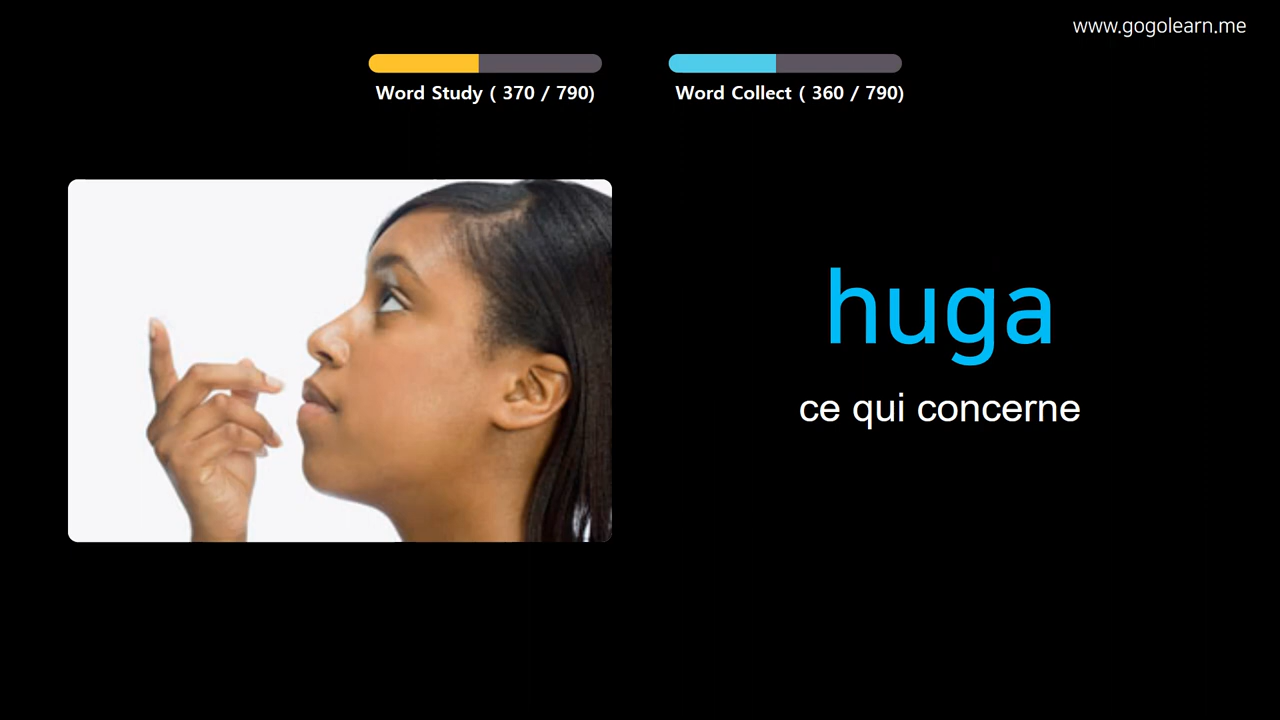 www.gogolearn.me
Word Study ( 370 / 790)
Word Collect ( 360 / 790)
huga
ce qui concerne